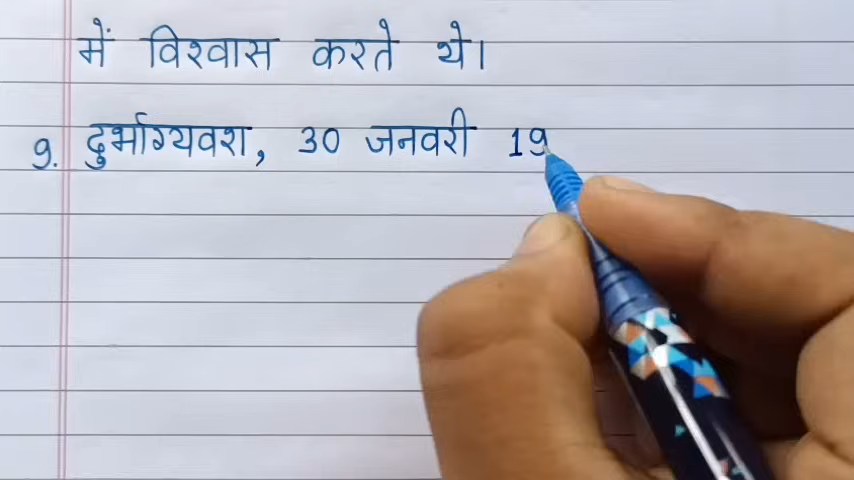 में विश्वास करते थे।
9. दुर्भाग्यवश, 30 जनवरी 19